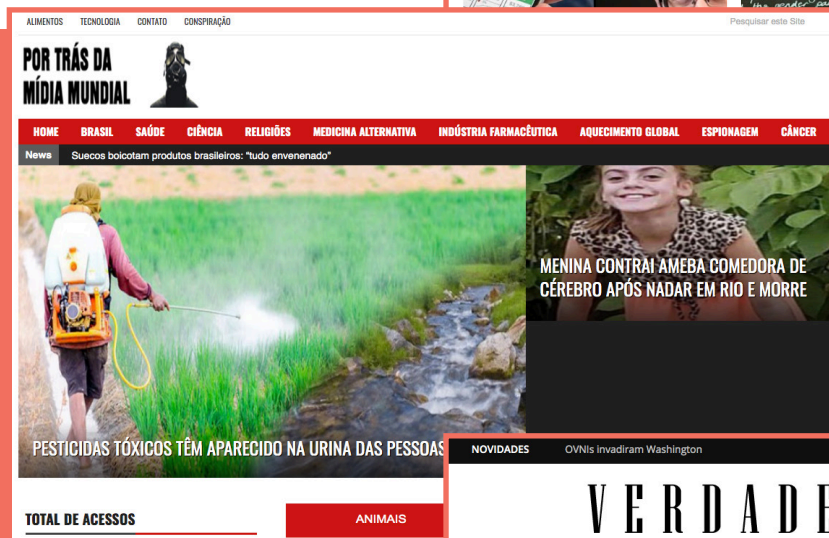 ALIMENTOS TECNOLOGIA CONTATO CONSPIRAÇÃO Pesquisar este Site
POR TRÁS DA
MÍDIA MUNDIAL
HOME BRASIL SAÚDE CIÊNCIA RELIGIÕES MEDICINA ALTERNATIVA INDÚSTRIA FARMACÊUTICA AQUECIMENTO GLOBAL ESPIONAGEM CÂNCER
News Suecos boicotam produtos brasileiros: "tudo envenenado"
MENINA CONTRAI AMEBA COMEDORA DE
CÉREBRO APÓS NADAR EM RIO E MORRE
PESTICIDAS TÓXICOS TÊM APARECIDO NA URINA DAS PESSOAS
NOVIDADES OVNIs invadiram Washington
VERDADE
TOTAL DE ACESSOS
ANIMAIS